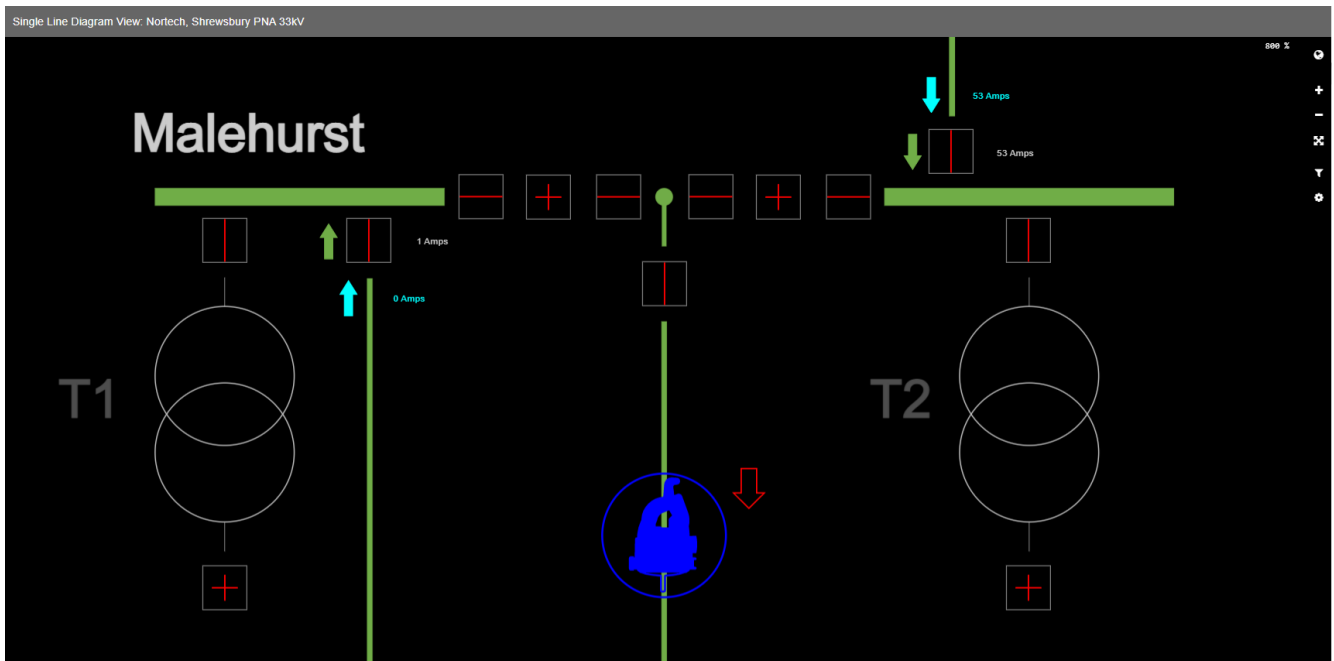 Single Line Diagram View: Nortech, Shrewsbury PNA 33kV
800 %
53 Amps
Malehurst
53 Amps
1 Amps
0 Amps
T1
T2